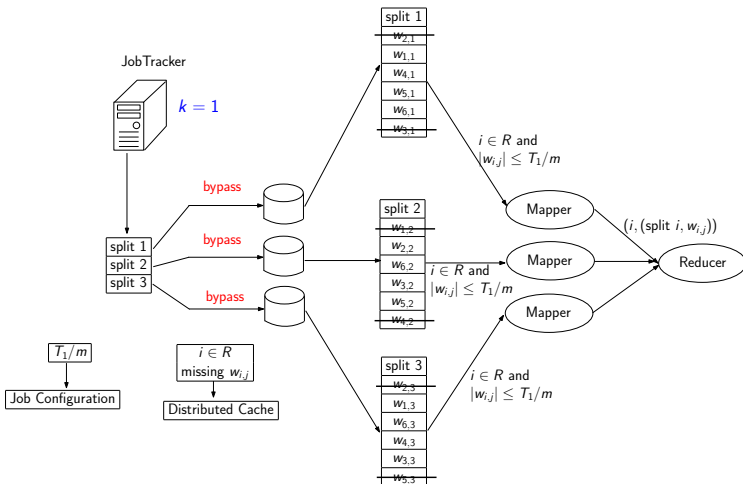 JobTracker
k = 1
split 1
split 2
split 3
bypass
bypass
bypass
split 1
w2,1
w1,1
w4,1
w5,1
w6,1
w3,1
split 2
w1,2
w2,2
w6,2
w3,2
w5,2
w4,2
split 3
w2,3
w1,3
w6,3
w4,3
w3,3
w5,3
i ∈ R and
|wi,j| ≤ T1/m
i ∈ R and
|wi,j| ≤ T1/m
i ∈ R and
|wi,j| ≤ T1/m
Mapper
Mapper
Mapper
(i, (split i, wi,j))
Reducer
T1/m
Job Configuration
i ∈ R
missing wi,j
Distributed Cache